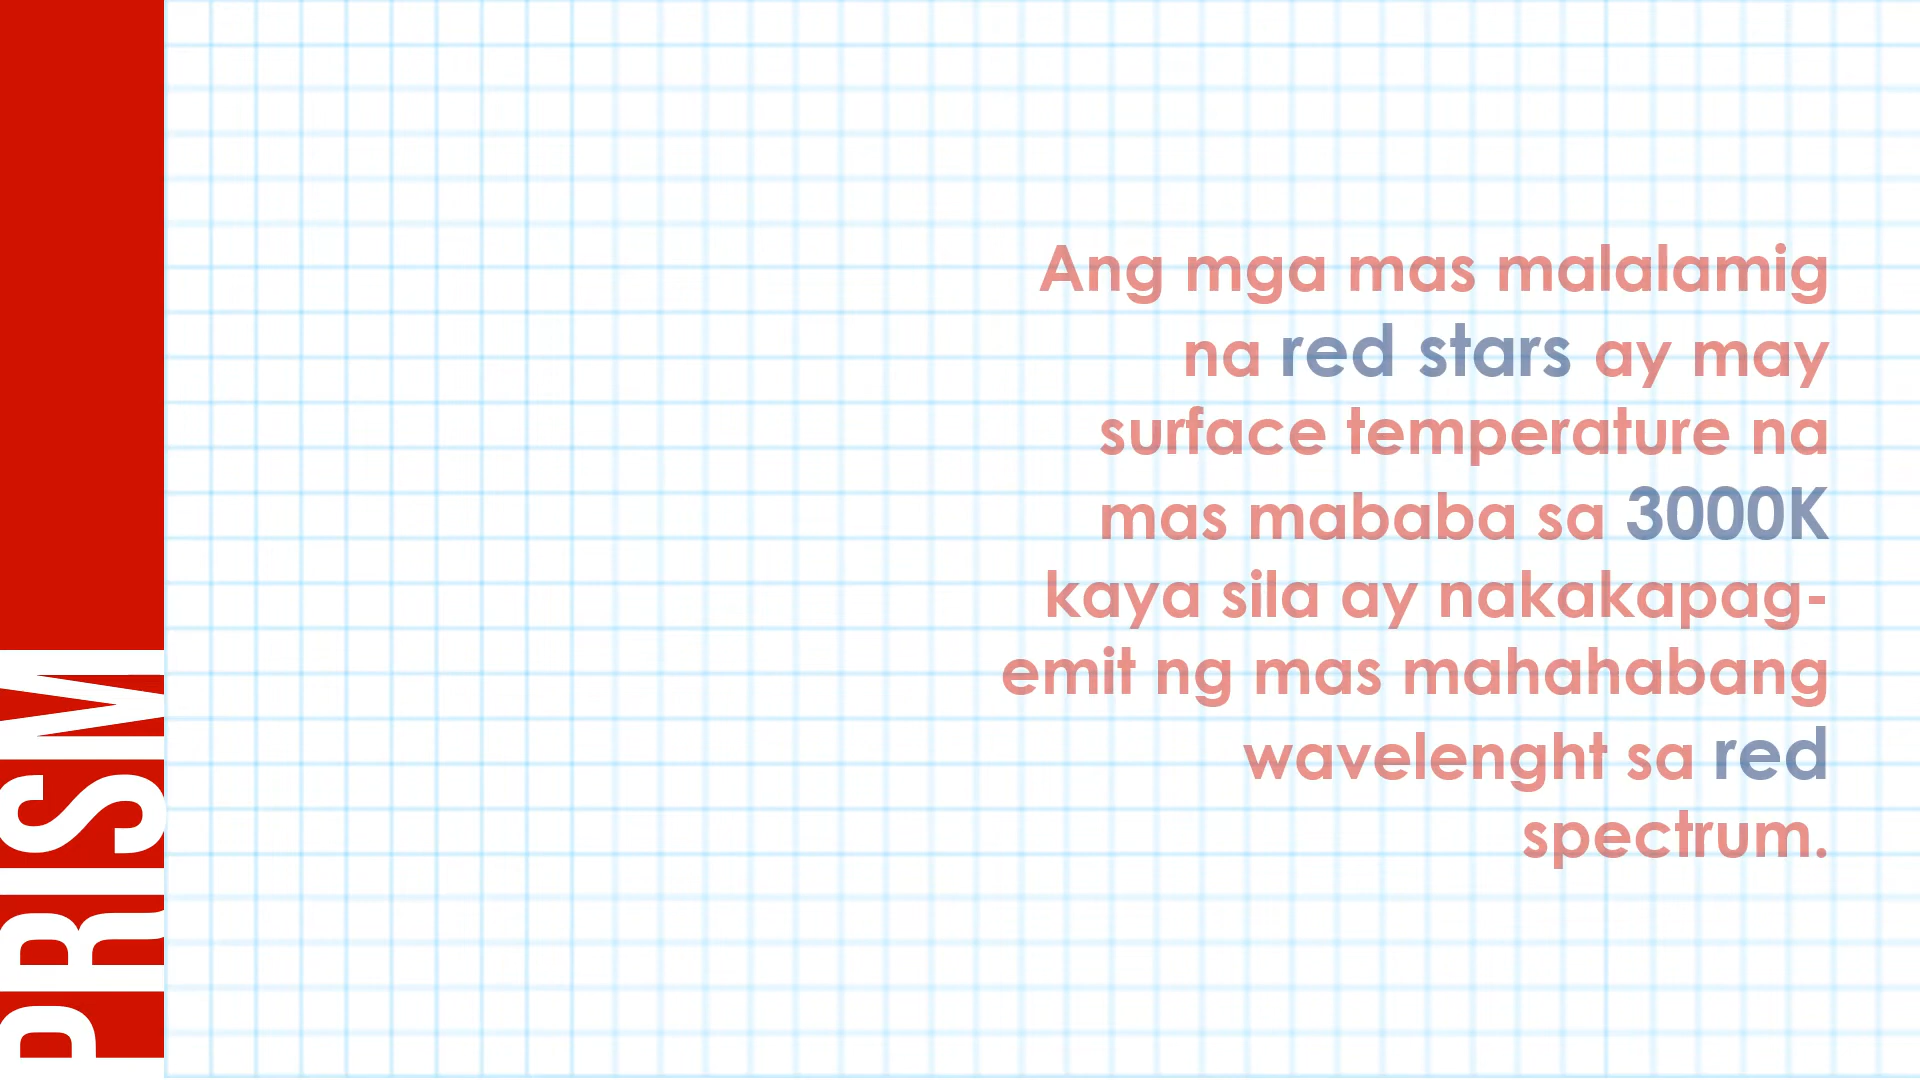 PRISM
Ang mga mas malalamig
na red stars ay may
surface temperature na
mas mababa sa 3000K
kaya sila ay nakakapag-
emit ng mas mahahabang
wavelenght sa red
spectrum.